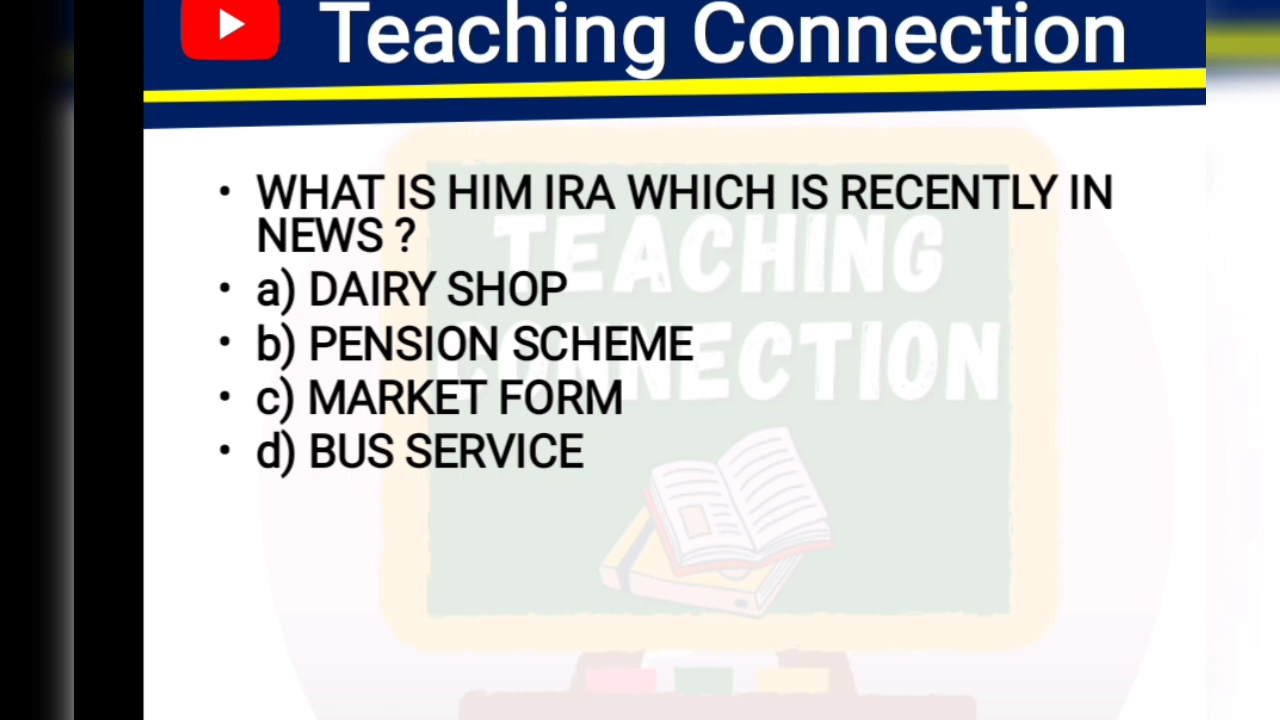 Teaching Connection
• WHAT IS HIM IRA WHICH IS RECENTLY IN
NEWS ?
• a) DAIRY SHOP
• b) PENSION SCHEME
• c) MARKET FORM
• d) BUS SERVICE
TEACHING
CONNECTION